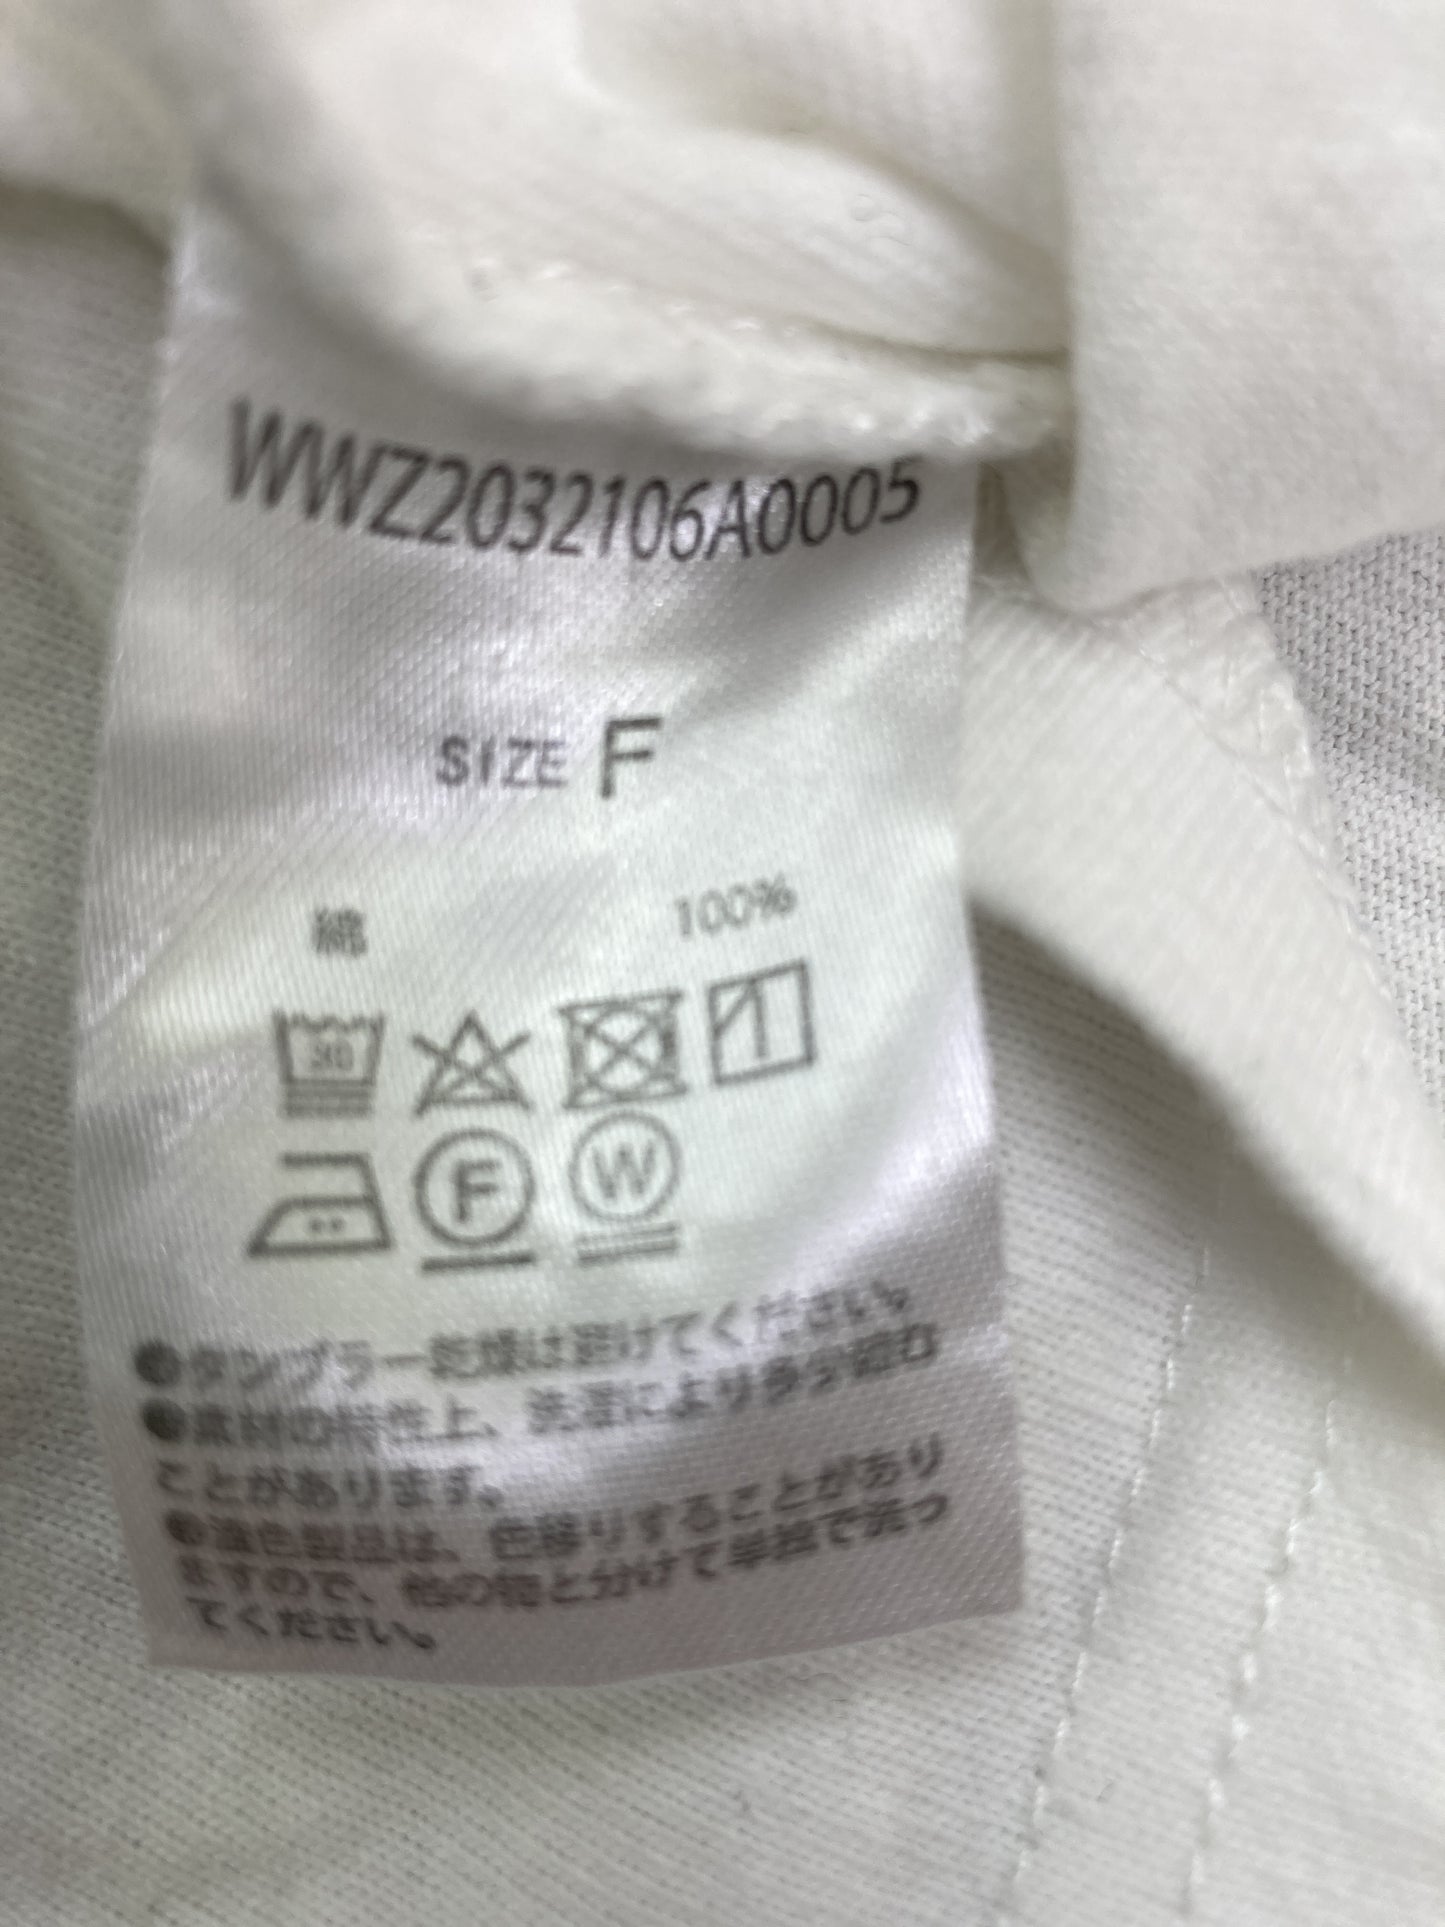 WWZ2032106A0005
SIZE F
綿 100%
30
F W
●タンブラー乾燥は避けてください。
●素材の特性上、洗濯により多少縮む
ことがあります。
●濃色製品は、色移りすることがあり
ますので、他の物と分けて単独で洗っ
てください。